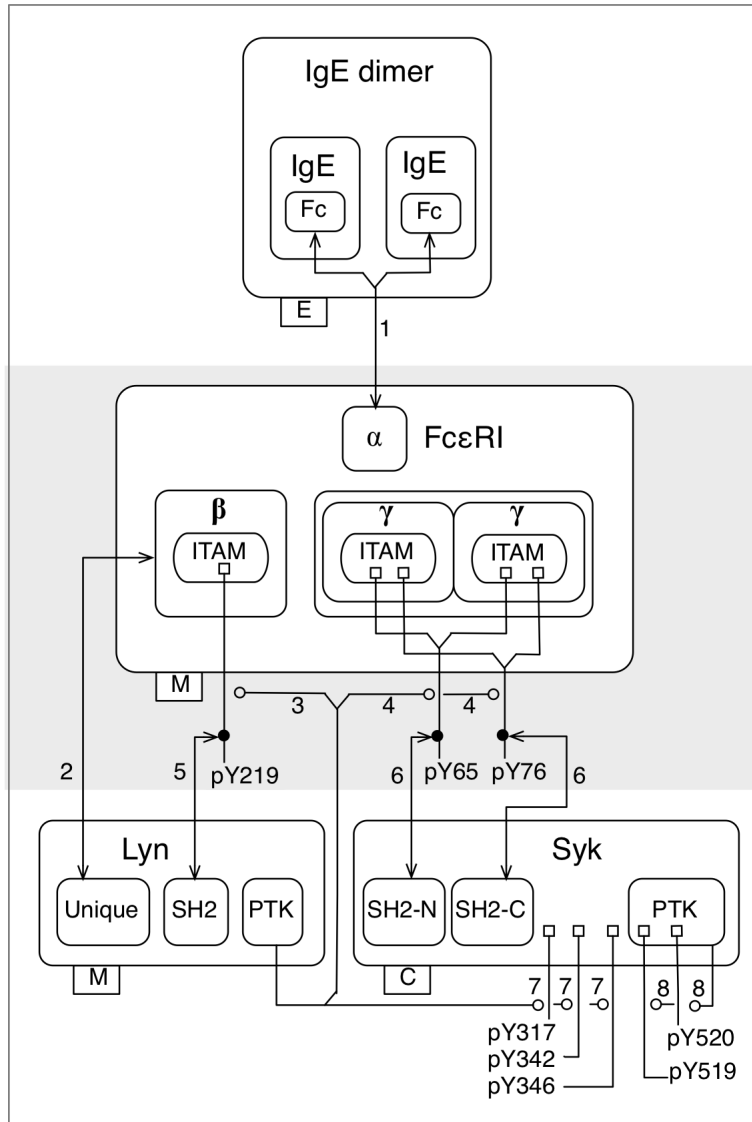 IgE dimer
IgE IgE
Fc Fc
E
1
α FcεRI
β γ γ
ITAM ITAM ITAM
M
3 4 4
2 5 pY219 6 pY65 pY76 6
Lyn Syk
Unique SH2 PTK SH2-N SH2-C PTK
M C
7 7 7 8 8
pY317 pY520
pY342 pY519
pY346